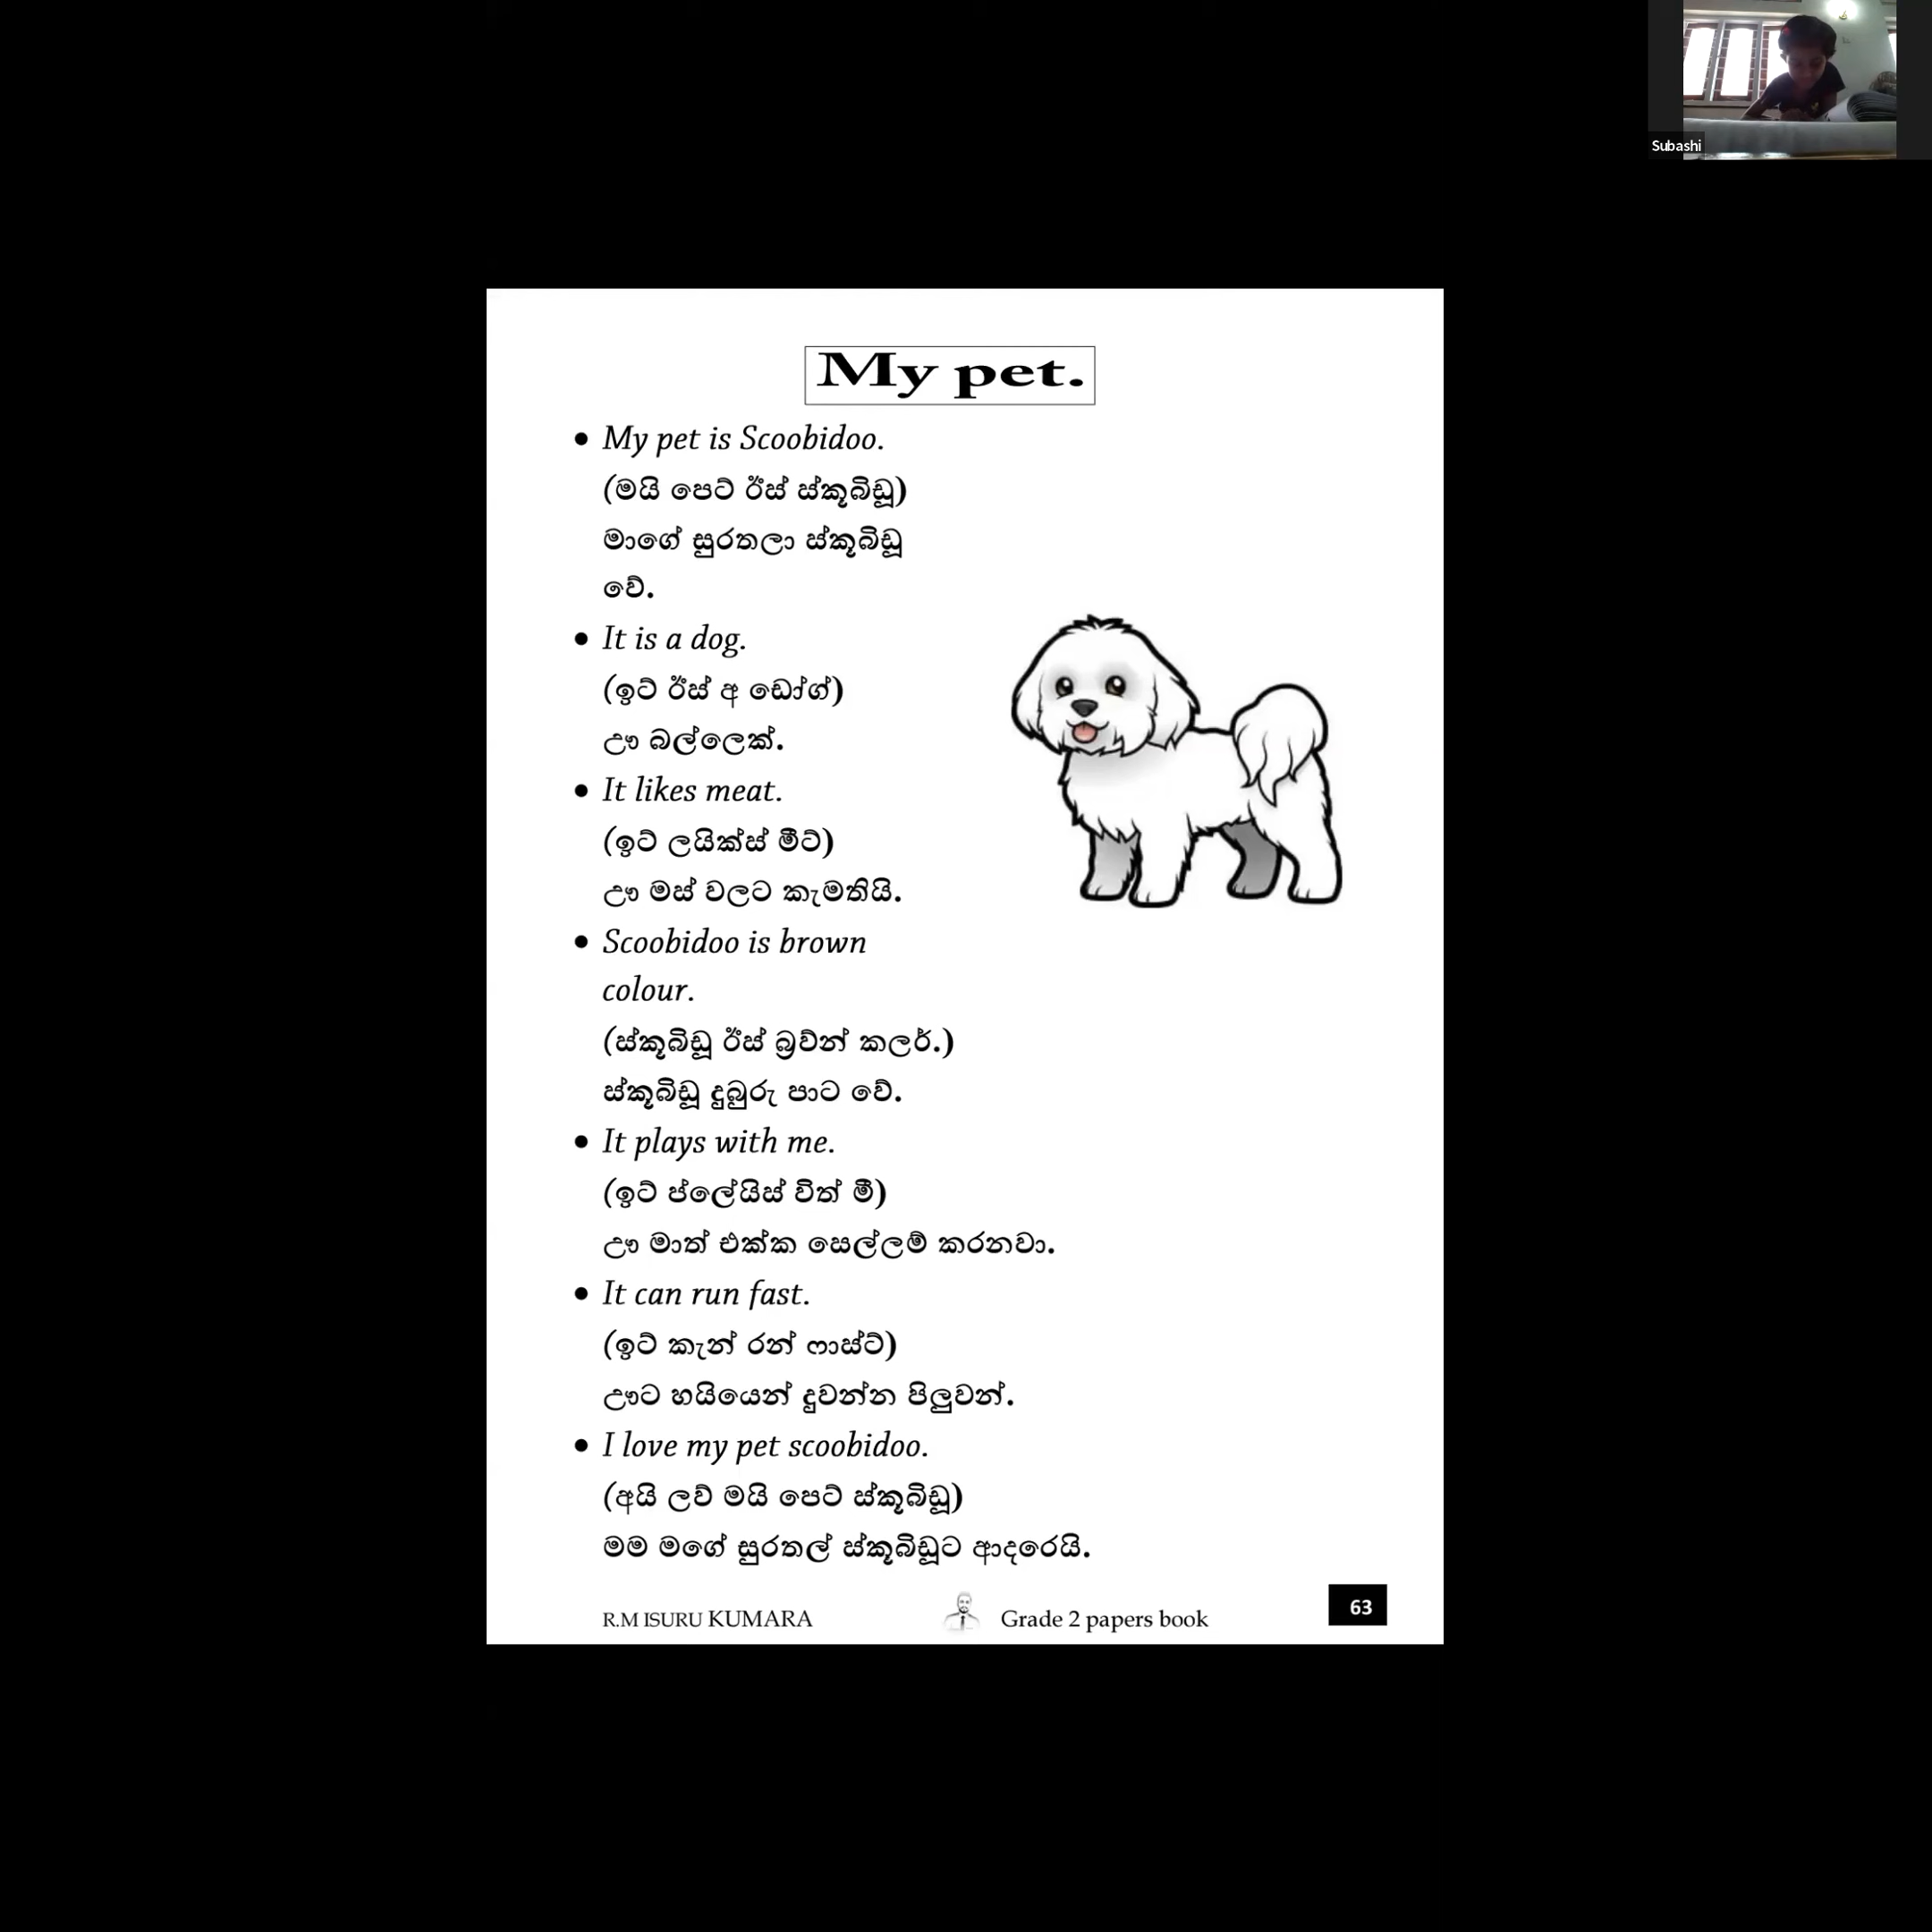 Subashi
My pet.
• My pet is Scoobidoo.
(මයි පෙට් ඊස් ස්කූබිඩූ)
මාගේ සුරතලා ස්කූබිඩූ
වේ.
• It is a dog.
(ඉට් ඊස් අ ඩෝග්)
ඌ බල්ලෙක්.
• It likes meat.
(ඉට් ලයික්ස් මීට්)
ඌ මස් වලට කැමතියි.
• Scoobidoo is brown
colour.
(ස්කූබිඩූ ඊස් බ්‍රව්න් කලර්.)
ස්කූබිඩූ දුබුරු පාට වේ.
• It plays with me.
(ඉට් ප්ලේයිස් විත් මී)
ඌ මාත් එක්ක සෙල්ලම් කරනවා.
• It can run fast.
(ඉට් කැන් රන් ෆාස්ට්)
ඌට හයියෙන් දුවන්න පිලුවන්.
• I love my pet scoobidoo.
(අයි ලව් මයි පෙට් ස්කූබිඩූ)
මම මගේ සුරතල් ස්කූබිඩූට ආදරෙයි.
R.M ISURU KUMARA
Grade 2 papers book
63